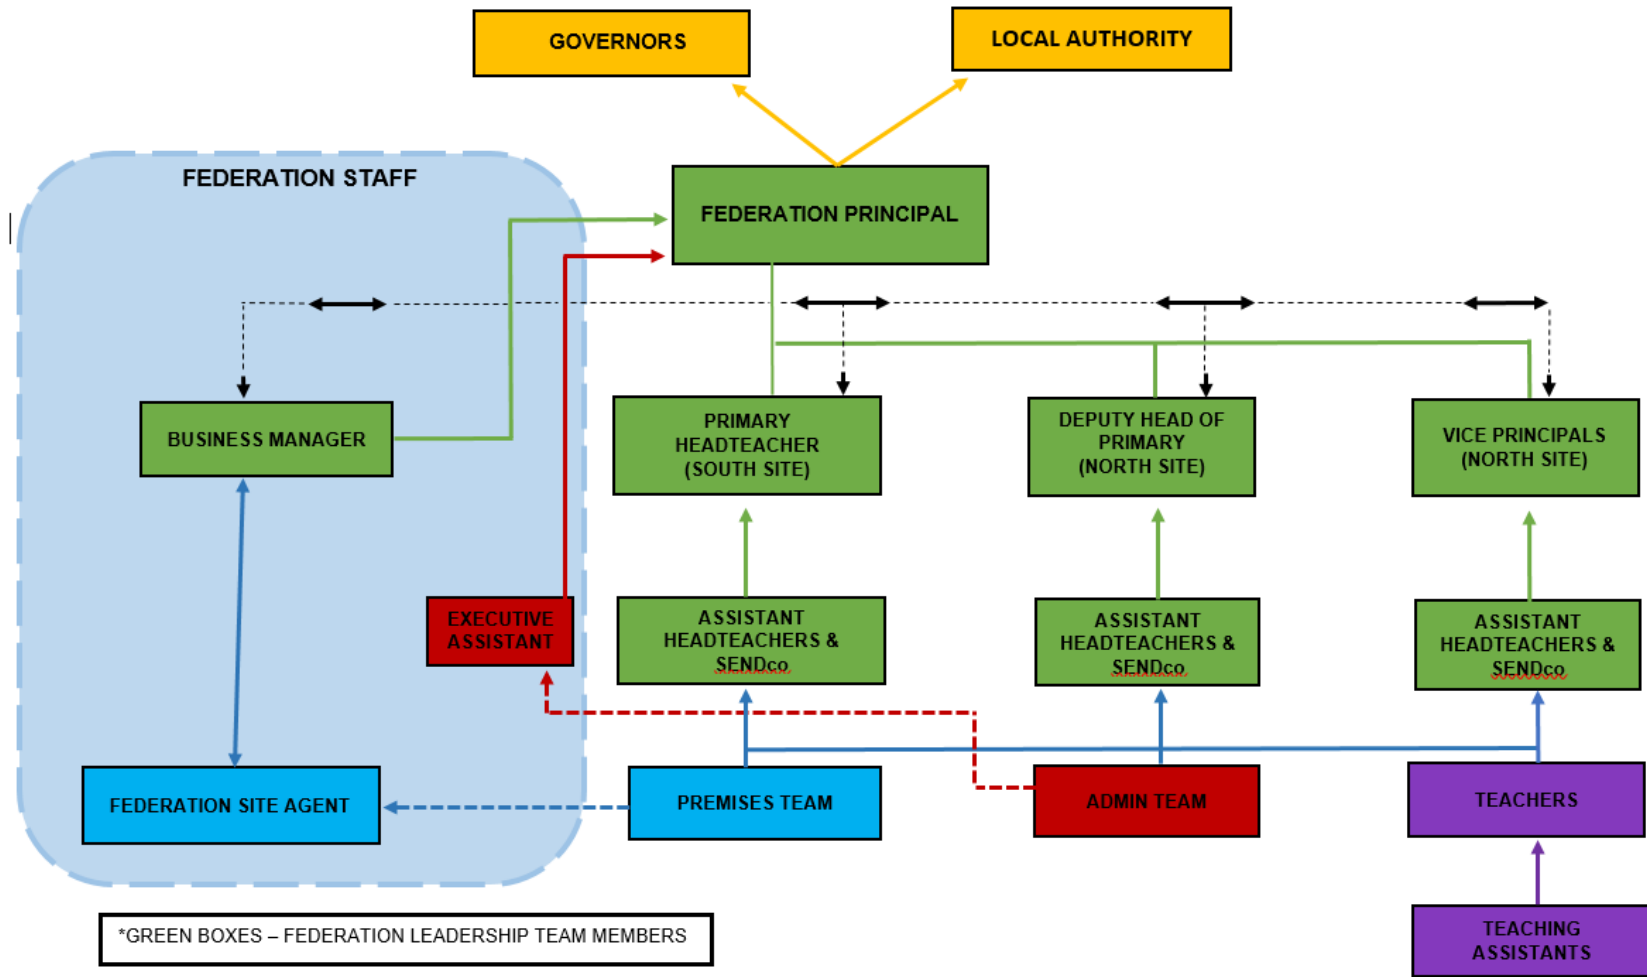 GOVERNORS
LOCAL AUTHORITY
FEDERATION STAFF
FEDERATION PRINCIPAL
BUSINESS MANAGER
PRIMARY
HEADTEACHER
(SOUTH SITE)
DEPUTY HEAD OF
PRIMARY
(NORTH SITE)
VICE PRINCIPALS
(NORTH SITE)
EXECUTIVE
ASSISTANT
ASSISTANT
HEADTEACHERS &
SENDco
ASSISTANT
HEADTEACHERS &
SENDco
ASSISTANT
HEADTEACHERS &
SENDco
FEDERATION SITE AGENT
PREMISES TEAM
ADMIN TEAM
TEACHERS
TEACHING
ASSISTANTS
*GREEN BOXES – FEDERATION LEADERSHIP TEAM MEMBERS